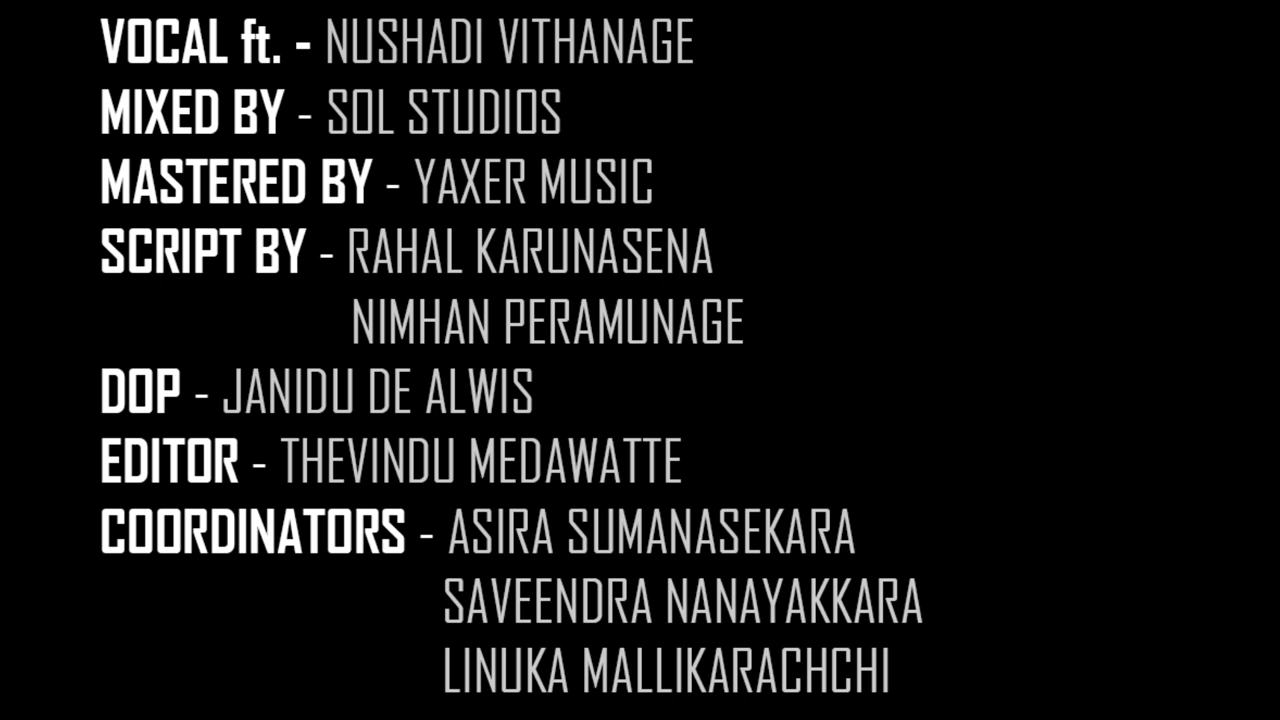 VOCAL ft. - NUSHADI VITHANAGE
MIXED BY - SOL STUDIOS
MASTERED BY - YAXER MUSIC
SCRIPT BY - RAHAL KARUNASENA
NIMHAN PERAMUNAGE
DOP - JANIDU DE ALWIS
EDITOR - THEVINDU MEDAWATTE
COORDINATORS - ASIRA SUMANASEKARA
SAVEENDRA NANAYAKKARA
LINUKA MALLIKARACHCHI